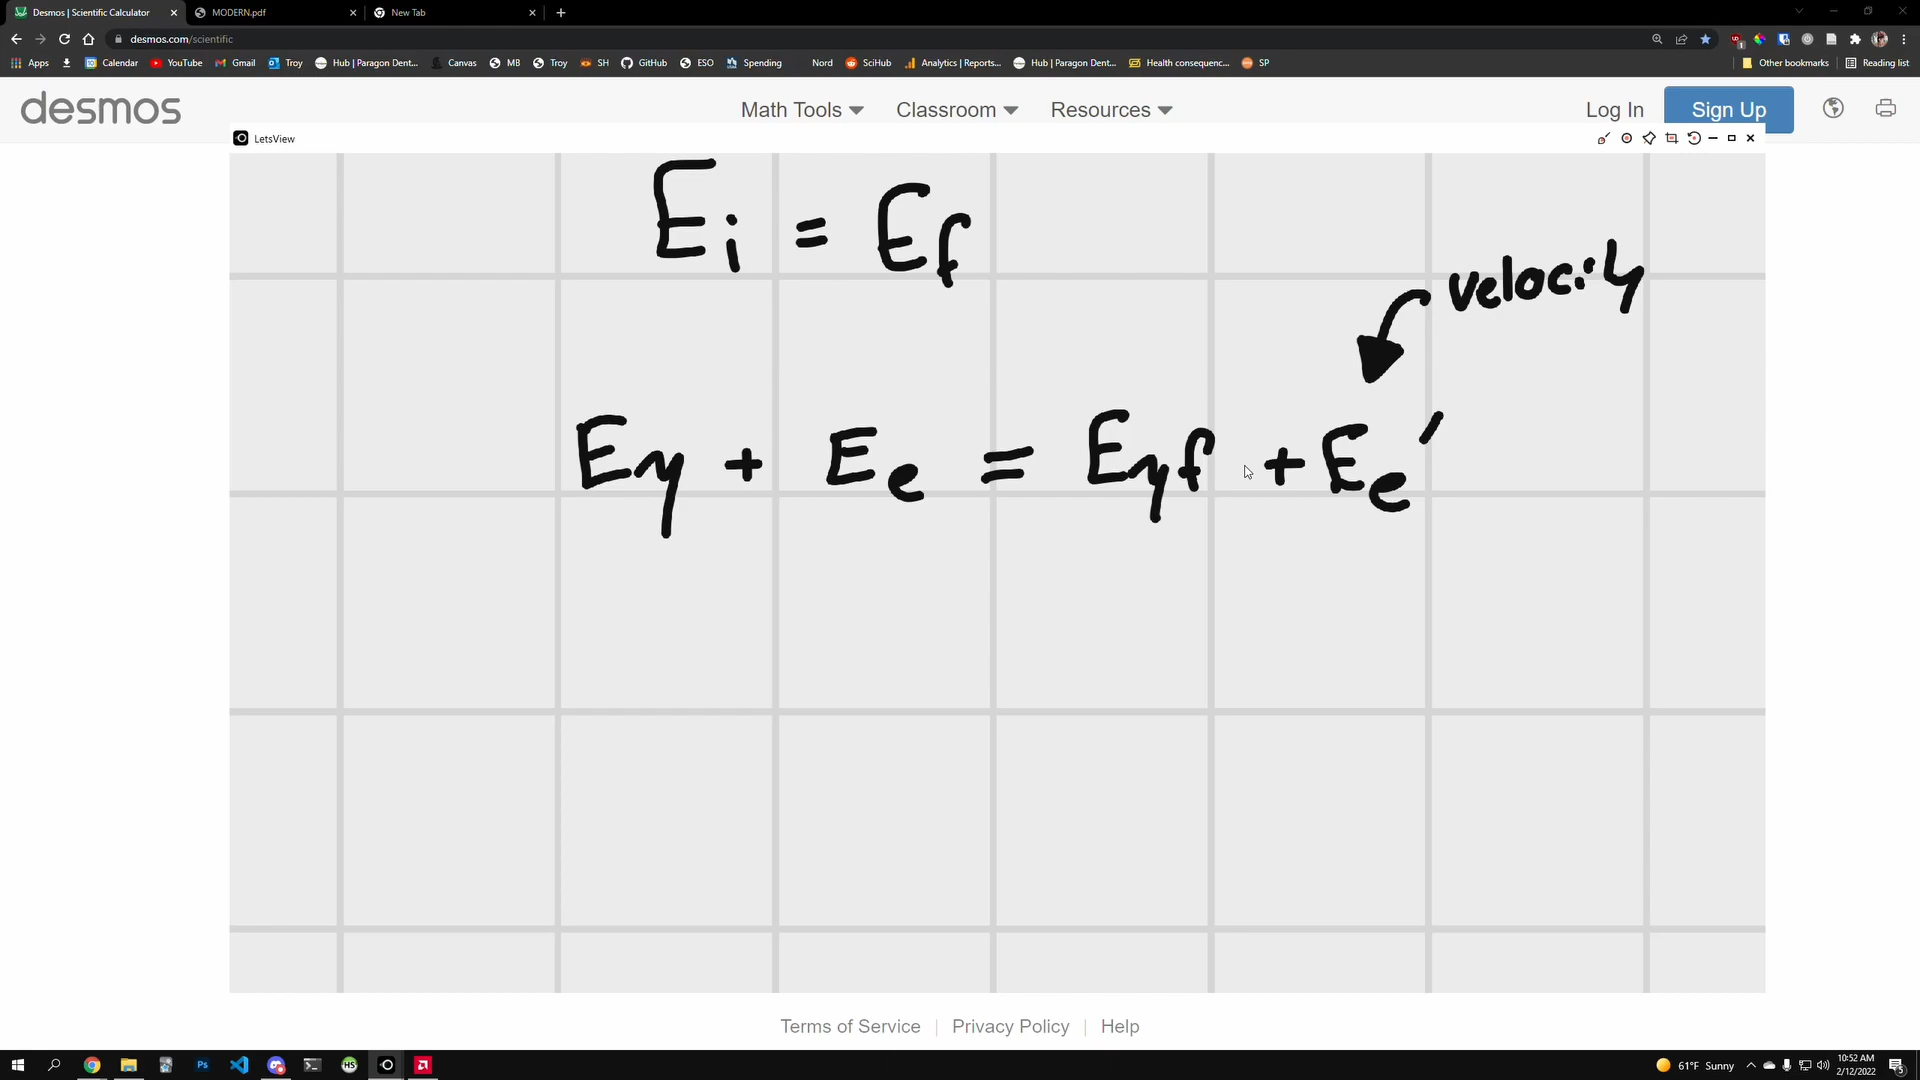 Desmos | Scientific Calculator
MODERN.pdf
New Tab
desmos.com/scientific
Apps
Calendar
YouTube
Gmail
Troy
Hub | Paragon Dent...
Canvas
MB
Troy
SH
GitHub
ESO
Spending
Nord
SciHub
Analytics | Reports...
Hub | Paragon Dent...
Health consequenc...
SP
Other bookmarks
Reading list
desmos
Math Tools
Classroom
Resources
Log In
Sign Up
LetsView
Ei = Ef
velocity
Eγ + Ee = Eγf + Ee′
Terms of Service | Privacy Policy | Help
Ps
HS
61°F Sunny
10:52 AM
2/12/2022